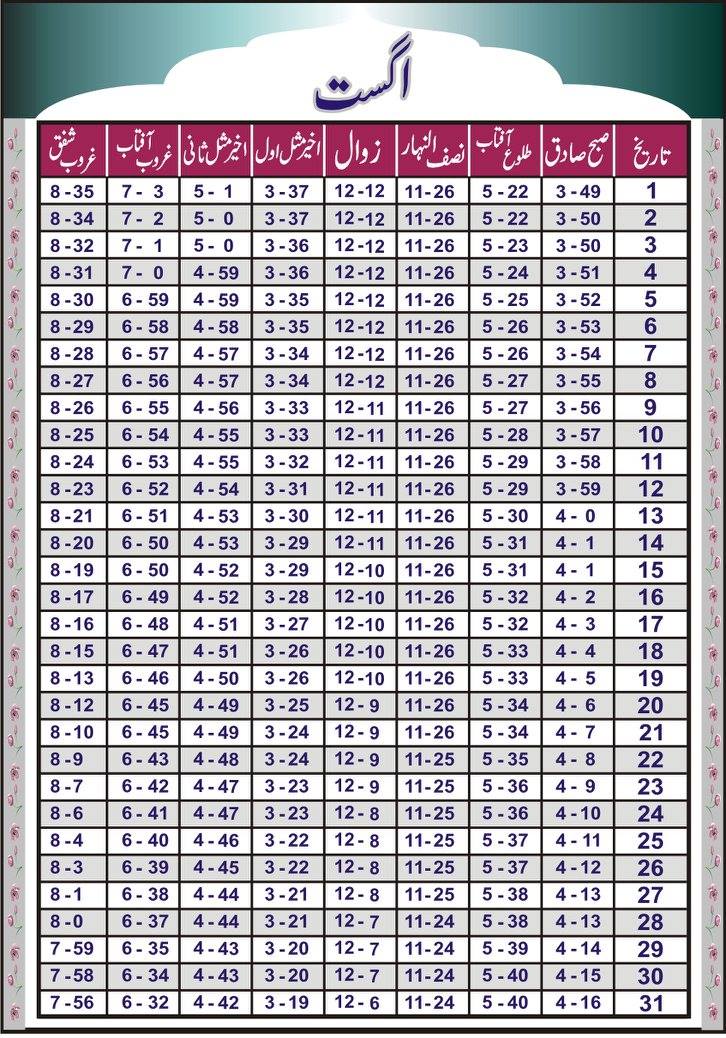 اگست
تاریخ صبح صادق طلوع آفتاب نصف النہار زوال اخیر مثل اول اخیر مثل ثانی غروب آفتاب غروب شفق
1 3-49 5-22 11-26 12-12 3-37 5-1 7-3 8-35
2 3-50 5-22 11-26 12-12 3-37 5-0 7-2 8-34
3 3-50 5-23 11-26 12-12 3-36 5-0 7-1 8-32
4 3-51 5-24 11-26 12-12 3-36 4-59 7-0 8-31
5 3-52 5-25 11-26 12-12 3-35 4-59 6-59 8-30
6 3-53 5-26 11-26 12-12 3-35 4-58 6-58 8-29
7 3-54 5-26 11-26 12-12 3-34 4-57 6-57 8-28
8 3-55 5-27 11-26 12-12 3-34 4-57 6-56 8-27
9 3-56 5-27 11-26 12-11 3-33 4-56 6-55 8-26
10 3-57 5-28 11-26 12-11 3-33 4-55 6-54 8-25
11 3-58 5-29 11-26 12-11 3-32 4-55 6-53 8-24
12 3-59 5-29 11-26 12-11 3-31 4-54 6-52 8-23
13 4-0 5-30 11-26 12-11 3-30 4-53 6-51 8-21
14 4-1 5-31 11-26 12-11 3-29 4-53 6-50 8-20
15 4-1 5-31 11-26 12-10 3-29 4-52 6-50 8-19
16 4-2 5-32 11-26 12-10 3-28 4-52 6-49 8-17
17 4-3 5-32 11-26 12-10 3-27 4-51 6-48 8-16
18 4-4 5-33 11-26 12-10 3-26 4-51 6-47 8-15
19 4-5 5-33 11-26 12-10 3-26 4-50 6-46 8-13
20 4-6 5-34 11-26 12-9 3-25 4-49 6-45 8-12
21 4-7 5-34 11-26 12-9 3-24 4-49 6-45 8-10
22 4-8 5-35 11-25 12-9 3-24 4-48 6-43 8-9
23 4-9 5-36 11-25 12-9 3-23 4-47 6-42 8-7
24 4-10 5-36 11-25 12-8 3-23 4-47 6-41 8-6
25 4-11 5-37 11-25 12-8 3-22 4-46 6-40 8-4
26 4-12 5-37 11-25 12-8 3-22 4-45 6-39 8-3
27 4-13 5-38 11-25 12-8 3-21 4-44 6-38 8-1
28 4-13 5-38 11-24 12-7 3-21 4-44 6-37 8-0
29 4-14 5-39 11-24 12-7 3-20 4-43 6-35 7-59
30 4-15 5-40 11-24 12-7 3-20 4-43 6-34 7-58
31 4-16 5-40 11-24 12-6 3-19 4-42 6-32 7-56